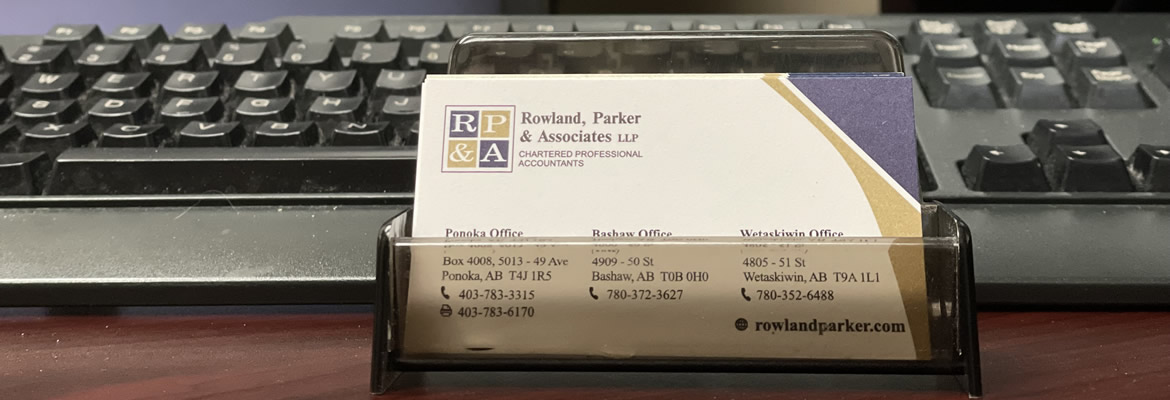 RP
&A
Rowland, Parker
& Associates LLP
CHARTERED PROFESSIONAL
ACCOUNTANTS
Ponoka Office
Box 4008, 5013 - 49 Ave
Ponoka, AB T4J 1R5
403-783-3315
403-783-6170
Bashaw Office
4909 - 50 St
Bashaw, AB T0B 0H0
780-372-3627
Wetaskiwin Office
4805 - 51 St
Wetaskiwin, AB T9A 1L1
780-352-6488
rowlandparker.com
W
E
R
T
Y
U
G
H
J
X
C
V
B